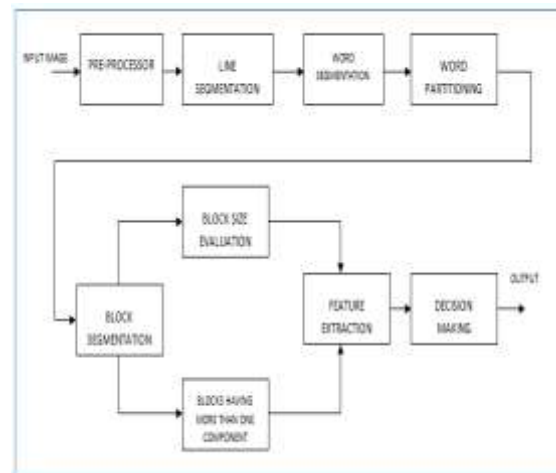 INPUT IMAGE
PRE-PROCESSOR
LINE
SEGMENTATION
WORD
SEGMENTATION
WORD
PARTITIONING
BLOCK SIZE
EVALUATION
BLOCK
SEGMENTATION
FEATURE
EXTRACTION
DECISION
MAKING
OUTPUT
BLOCKS HAVING
MORE THAN ONE
COMPONENT